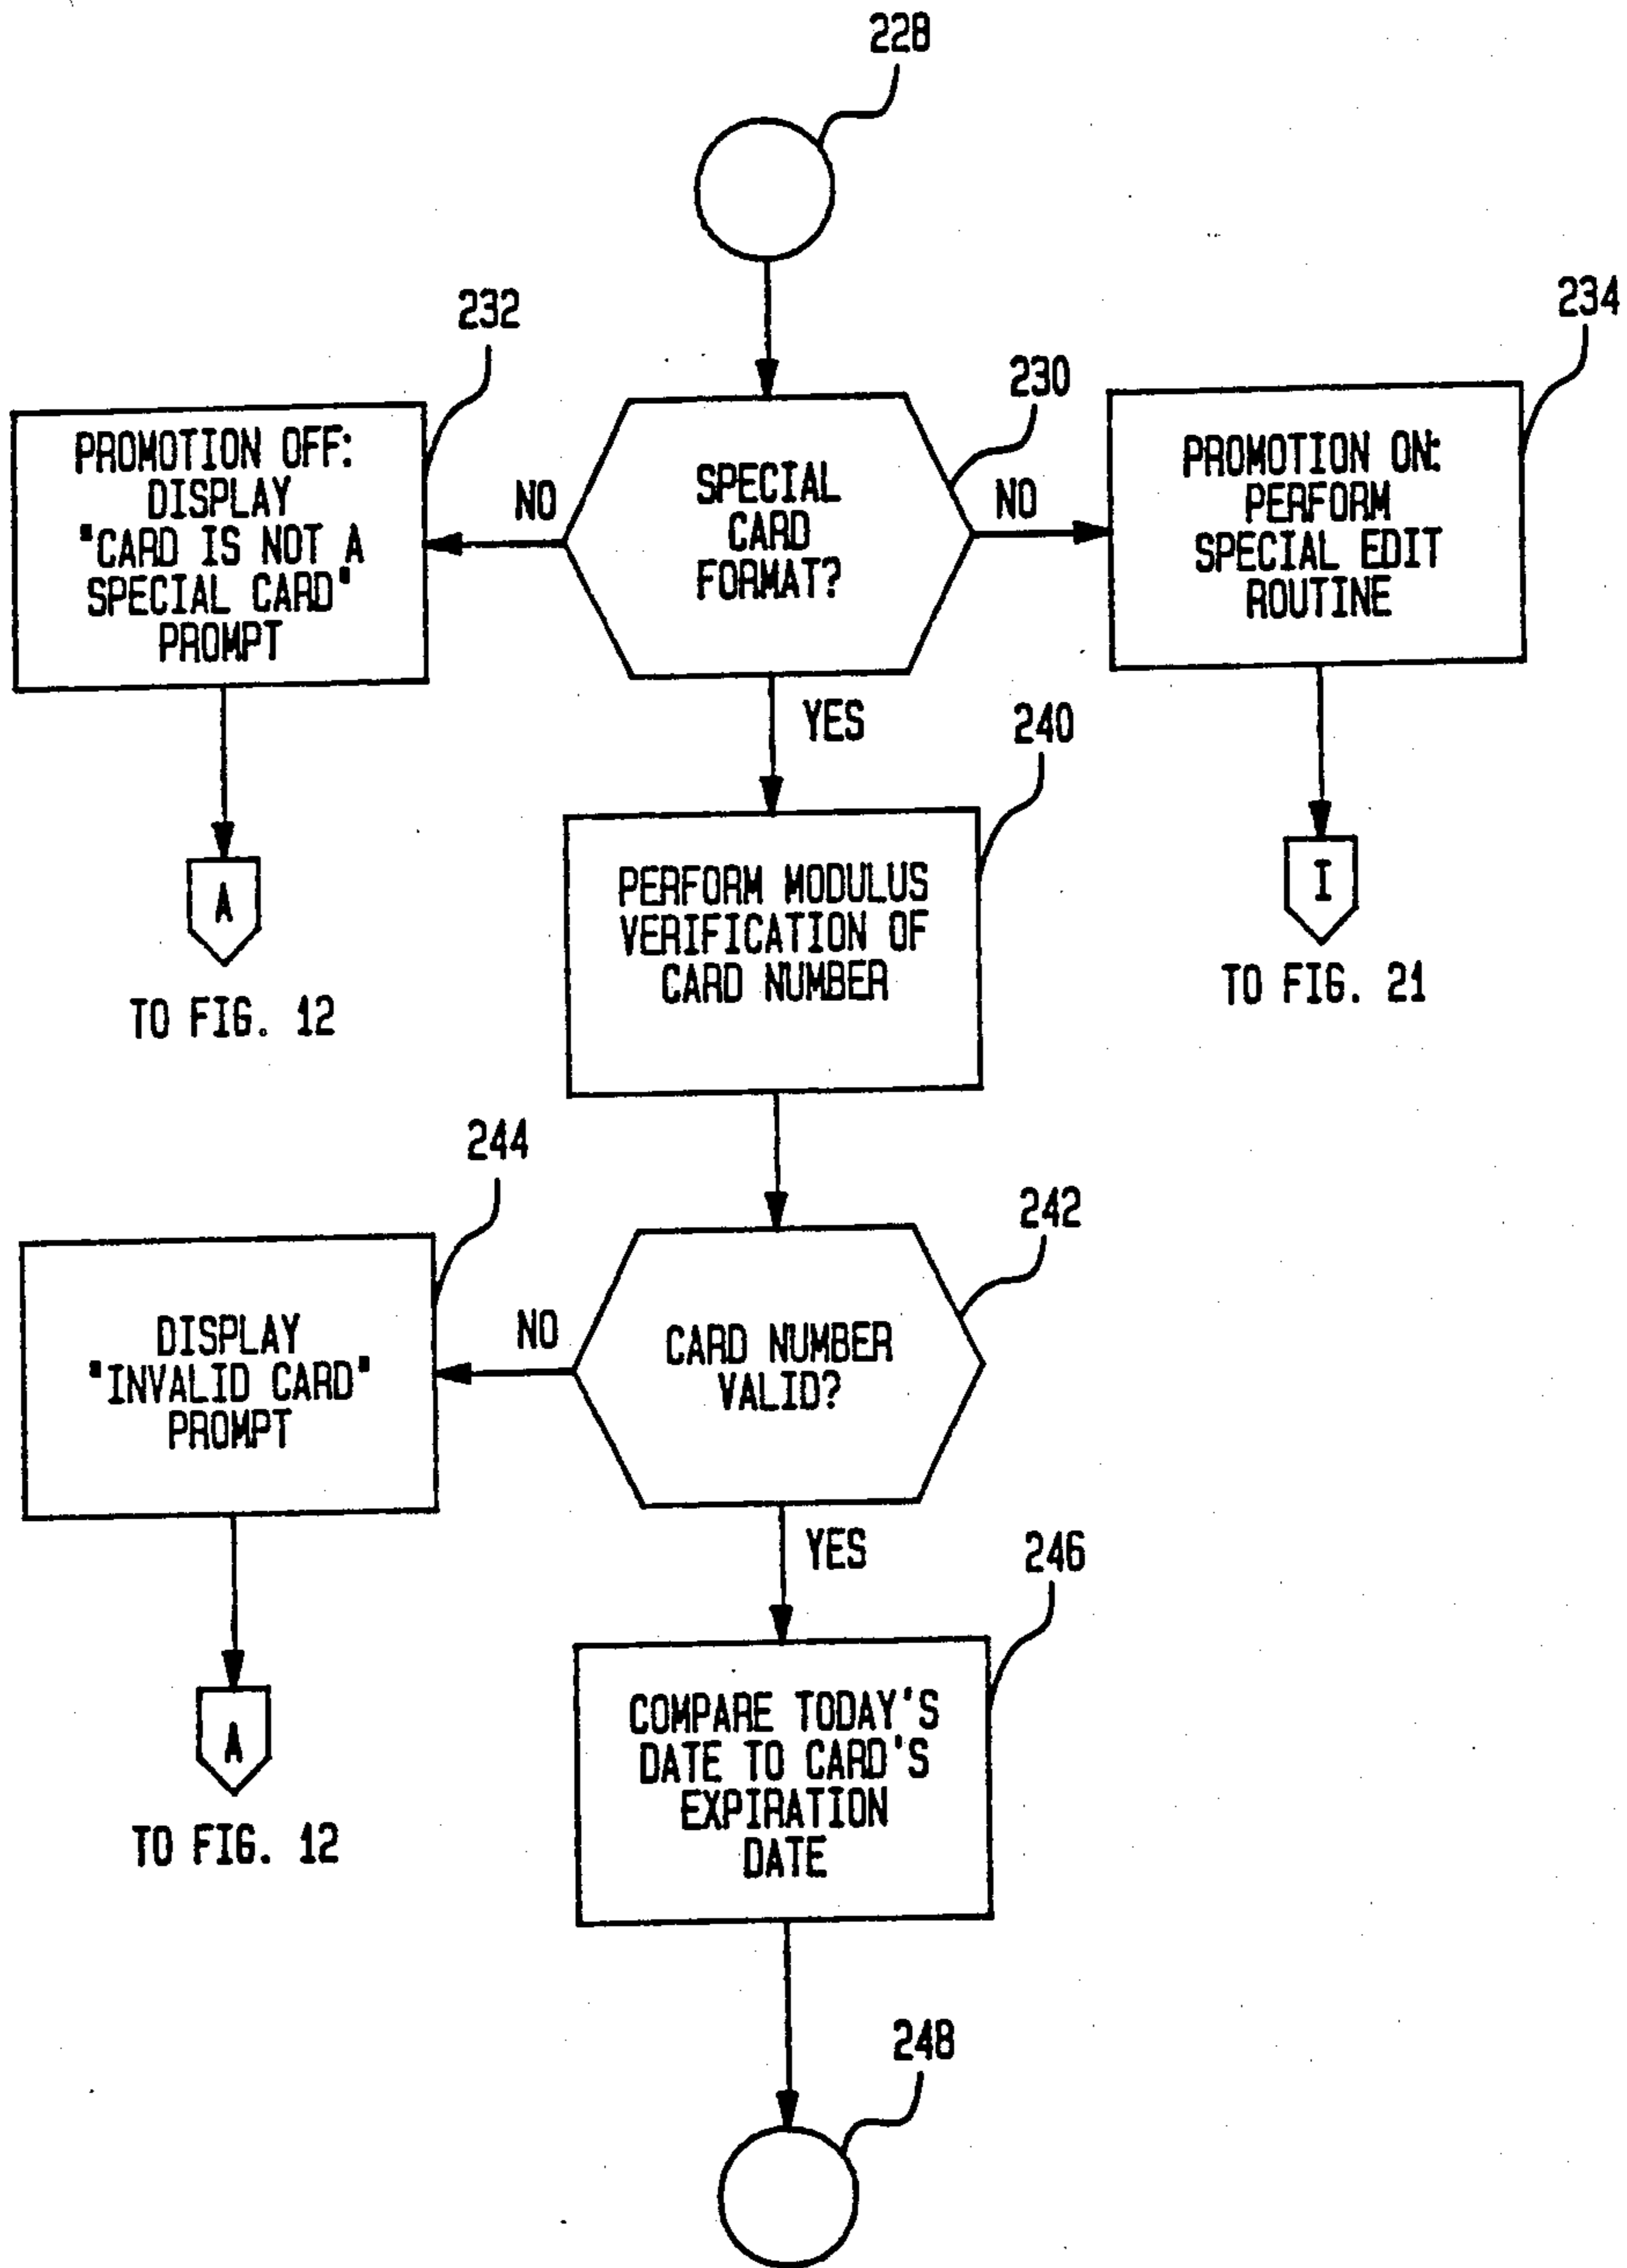 228
232
234
230
PROMOTION OFF:
DISPLAY
"CARD IS NOT A
SPECIAL CARD"
PROMPT
NO
SPECIAL
CARD
FORMAT?
NO
PROMOTION ON:
PERFORM
SPECIAL EDIT
ROUTINE
YES
240
A
TO FIG. 12
PERFORM MODULUS
VERIFICATION OF
CARD NUMBER
I
TO FIG. 21
244
242
DISPLAY
"INVALID CARD"
PROMPT
NO
CARD NUMBER
VALID?
YES
246
A
TO FIG. 12
COMPARE TODAY'S
DATE TO CARD'S
EXPIRATION
DATE
248